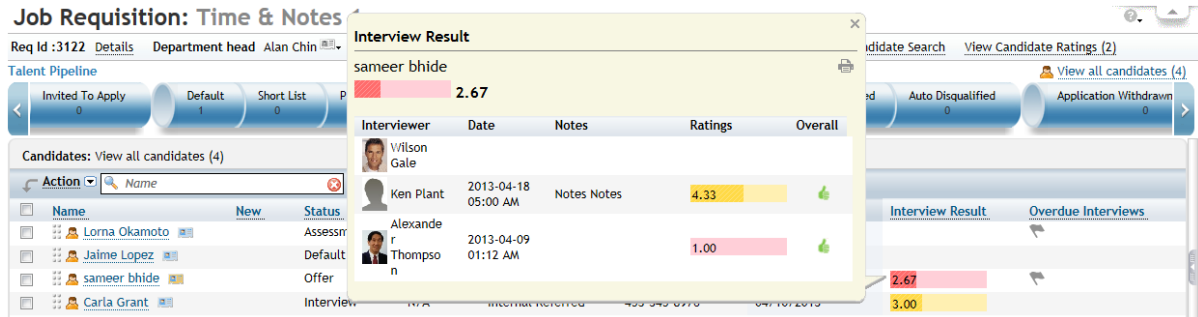 Job Requisition: Time & Notes
Interview Result
Req Id :3122 Details Department head Alan Chin
didate Search View Candidate Ratings (2)
sameer bhide
Talent Pipeline
View all candidates (4)
2.67
Invited To Apply Default Short List P
0 1 0
ed Auto Disqualified Application Withdrawn
0 0
Interviewer Date Notes Ratings Overall
Wilson
Gale
Ken Plant 2013-04-18
05:00 AM Notes Notes 4.33
Alexande
r
Thompso
n
2013-04-09
01:12 AM 1.00
Candidates: View all candidates (4)
Action Name
Name New Status Interview Result Overdue Interviews
Lorna Okamoto Assessm
Jaime Lopez Default
sameer bhide Offer 2.67
Carla Grant Interview N/A Internal Referred 3.00